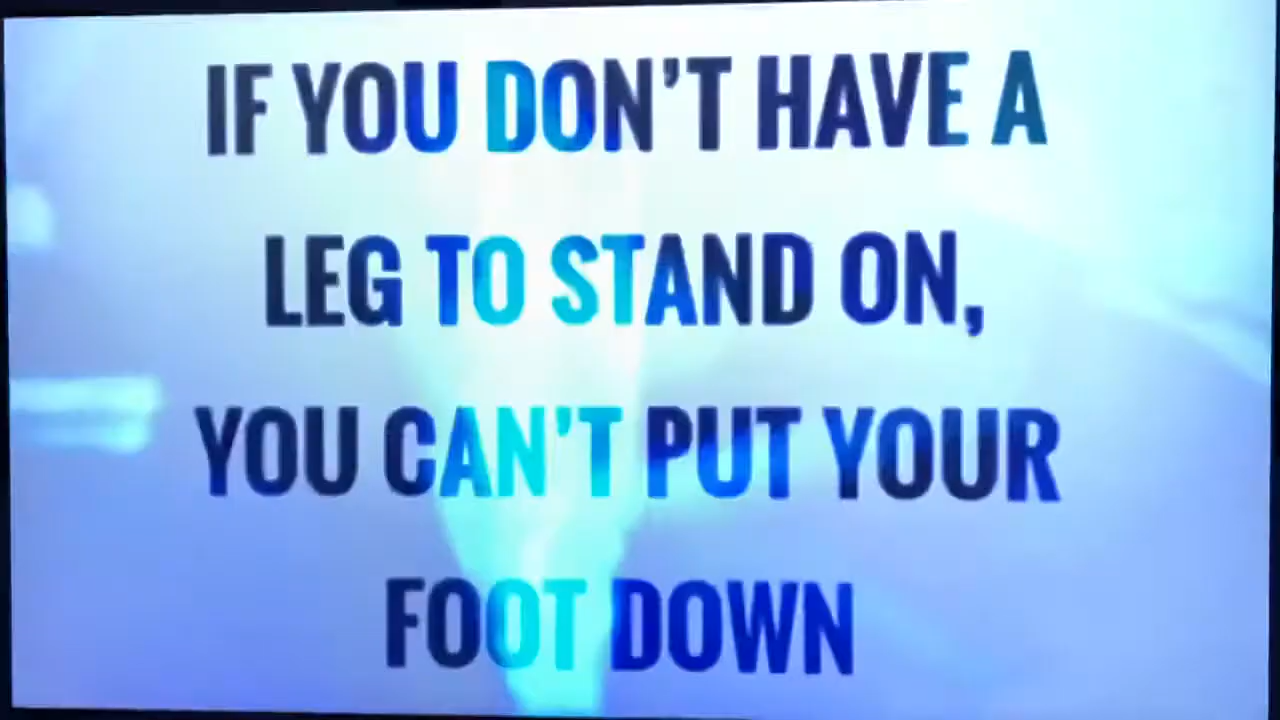 IF YOU DON'T HAVE A
LEG TO STAND ON,
YOU CAN'T PUT YOUR
FOOT DOWN